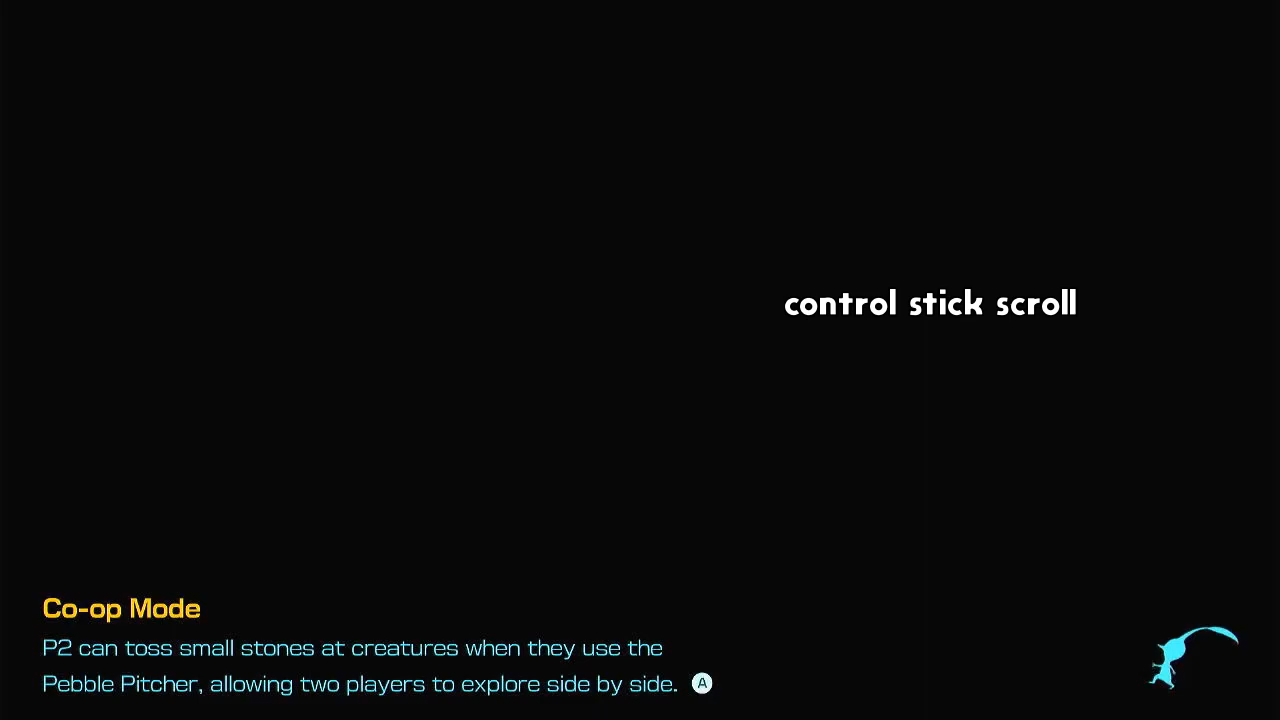 control stick scroll
Co-op Mode
P2 can toss small stones at creatures when they use the
Pebble Pitcher, allowing two players to explore side by side. A